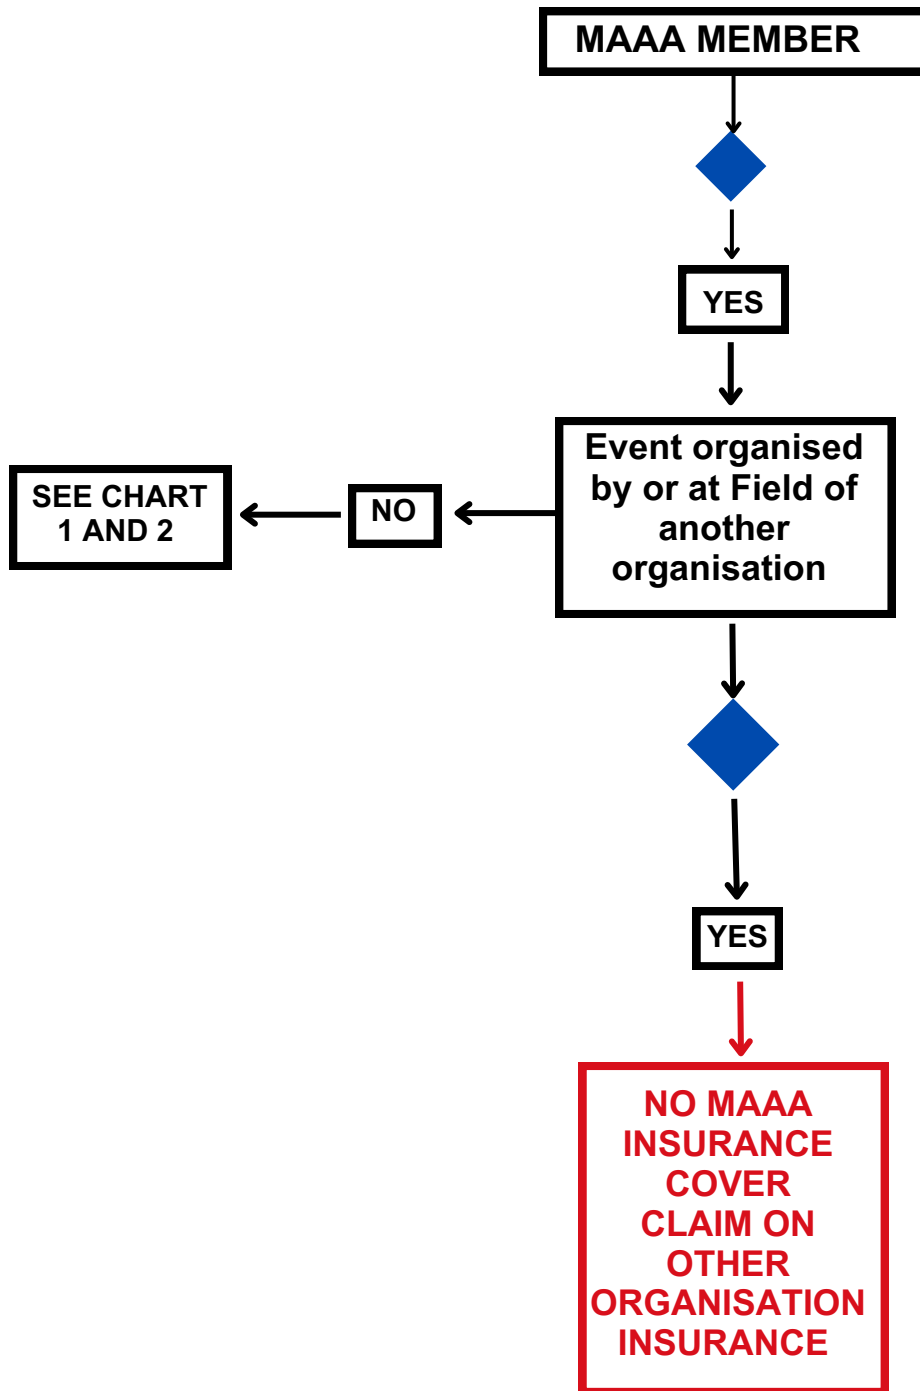 MAAA MEMBER
YES
Event organised
by or at Field of
another
organisation
NO
SEE CHART
1 AND 2
YES
NO MAAA
INSURANCE
COVER
CLAIM ON
OTHER
ORGANISATION
INSURANCE